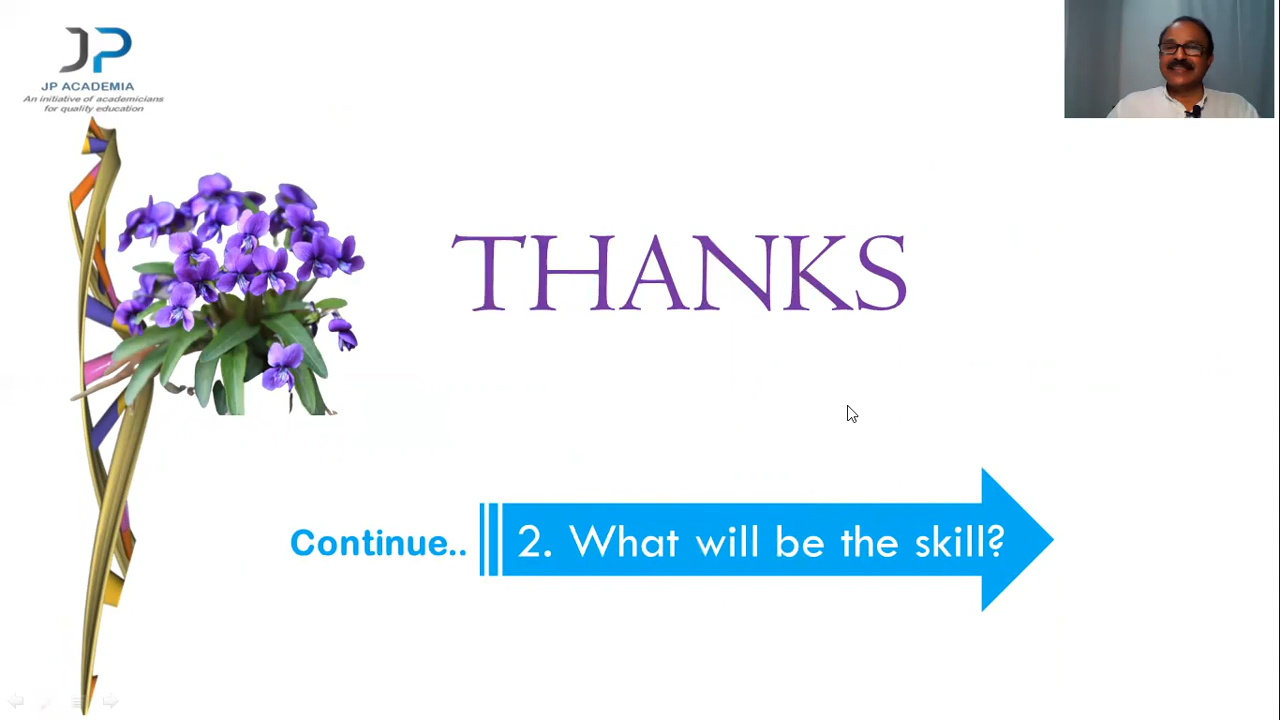 JP
JP ACADEMIA
An initiative of academicians
for quality education
THANKS
Continue..
2. What will be the skill?